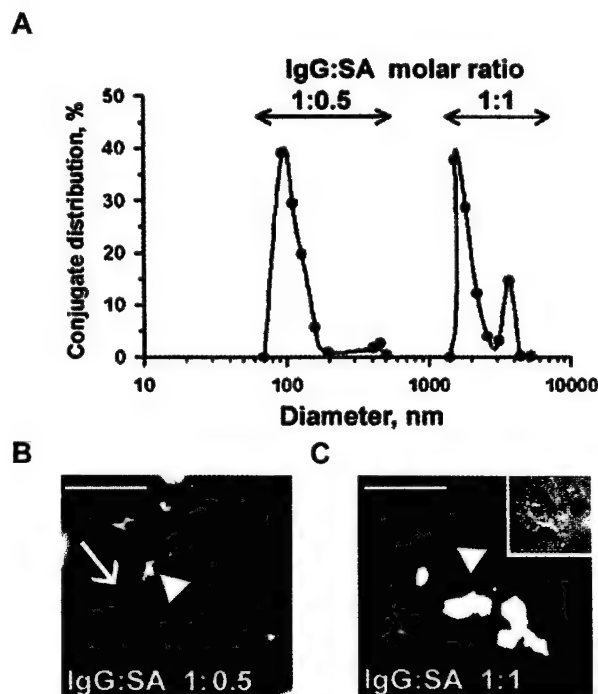 A
IgG:SA molar ratio
1:0.5 1:1
Conjugate distribution, %
50
40
30
20
10
0
10 100 1000 10000
Diameter, nm
B C
IgG:SA 1:0.5 IgG:SA 1:1